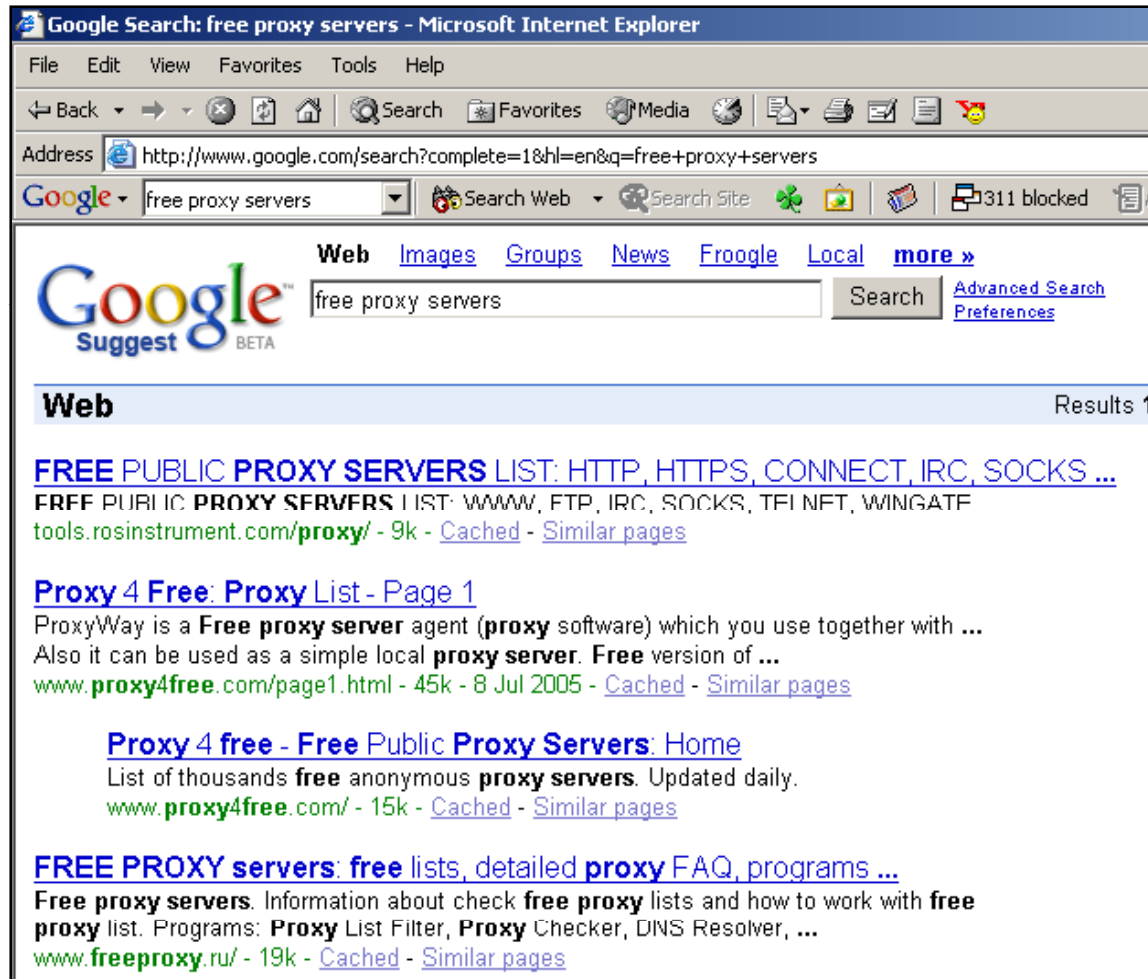 Google Search: free proxy servers - Microsoft Internet Explorer
File Edit View Favorites Tools Help
Back Search Favorites Media
Address http://www.google.com/search?complete=1&hl=en&q=free+proxy+servers
Google free proxy servers Search Web Search Site 311 blocked
Web Images Groups News Froogle Local more »
Google Suggest BETA ™ free proxy servers Search Advanced Search
Preferences
Web Results 1
FREE PUBLIC PROXY SERVERS LIST: HTTP, HTTPS, CONNECT, IRC, SOCKS ...
FREE PUBLIC PROXY SERVERS LIST: WWW, FTP, IRC, SOCKS, TELNET, WINGATE
tools.rosinstrument.com/proxy/ - 9k - Cached - Similar pages
Proxy 4 Free: Proxy List - Page 1
ProxyWay is a Free proxy server agent (proxy software) which you use together with ...
Also it can be used as a simple local proxy server. Free version of ...
www.proxy4free.com/page1.html - 45k - 8 Jul 2005 - Cached - Similar pages
Proxy 4 free - Free Public Proxy Servers: Home
List of thousands free anonymous proxy servers. Updated daily.
www.proxy4free.com/ - 15k - Cached - Similar pages
FREE PROXY servers: free lists, detailed proxy FAQ, programs ...
Free proxy servers. Information about check free proxy lists and how to work with free
proxy list. Programs: Proxy List Filter, Proxy Checker, DNS Resolver, ...
www.freeproxy.ru/ - 19k - Cached - Similar pages